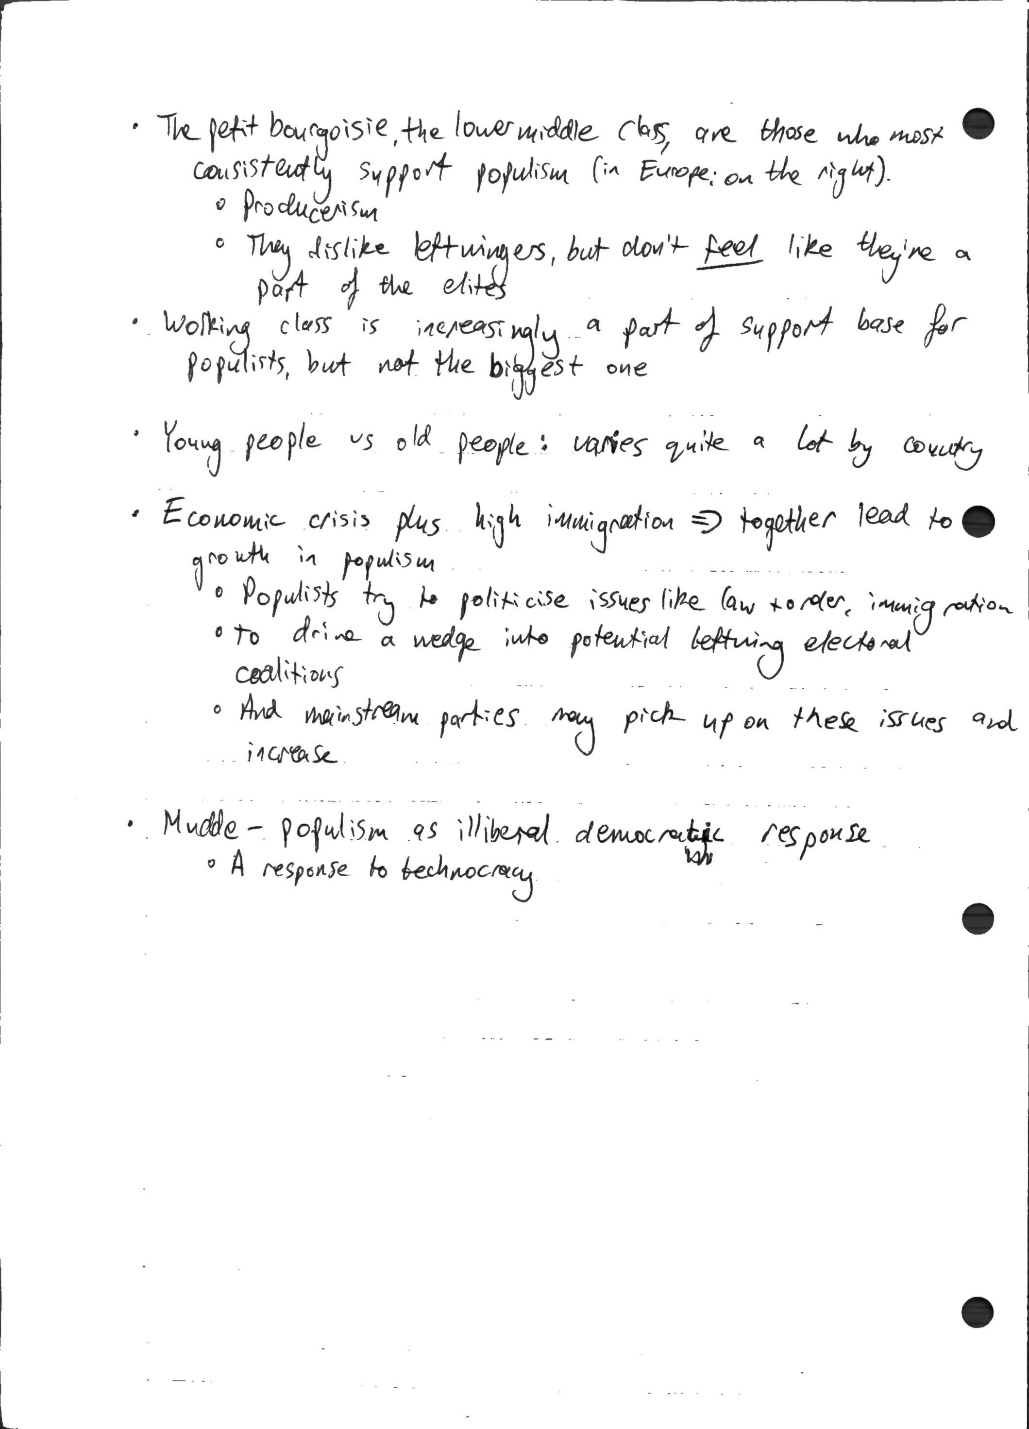 · The petit bourgoisie, the lower middle class, are those who most
consistently support populism (in Europe: on the right).
o Producerism
o They dislike leftwingers, but don't feel like they're a
part of the elites
· Working class is increasingly a part of support base for
populists, but not the biggest one
· Young people vs old people: varies quite a lot by country
· Economic crisis plus high immigration => together lead to
growth in populism
o Populists try to politicise issues like law + order, immigration
o to drive a wedge into potential leftwing electoral
coalitions
o And mainstream parties may pick up on these issues and
increase
· Mudde - populism as illiberal democratic response
o A response to technocracy